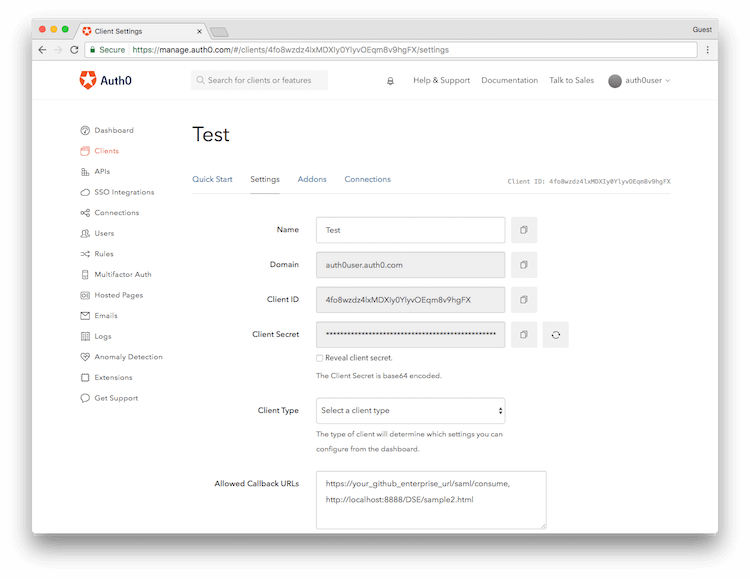 Client Settings
Guest
Secure https://manage.auth0.com/#/clients/4fo8wzdz4lxMDXIy0YlyvOEqm8v9hgFX/settings
Auth0
Search for clients or features
Help & Support
Documentation
Talk to Sales
auth0user
Dashboard
Clients
APIs
SSO Integrations
Connections
Users
Rules
Multifactor Auth
Hosted Pages
Emails
Logs
Anomaly Detection
Extensions
Get Support
Test
Quick Start
Settings
Addons
Connections
Client ID: 4fo8wzdz4lxMDXIy0YlyvOEqm8v9hgFX
Name
Test
Domain
auth0user.auth0.com
Client ID
4fo8wzdz4lxMDXIy0YlyvOEqm8v9hgFX
Client Secret
************************************************
Reveal client secret.
The Client Secret is base64 encoded.
Client Type
Select a client type
The type of client will determine which settings you can
configure from the dashboard.
Allowed Callback URLs
https://your_github_enterprise_url/saml/consume,
http://localhost:8888/DSE/sample2.html